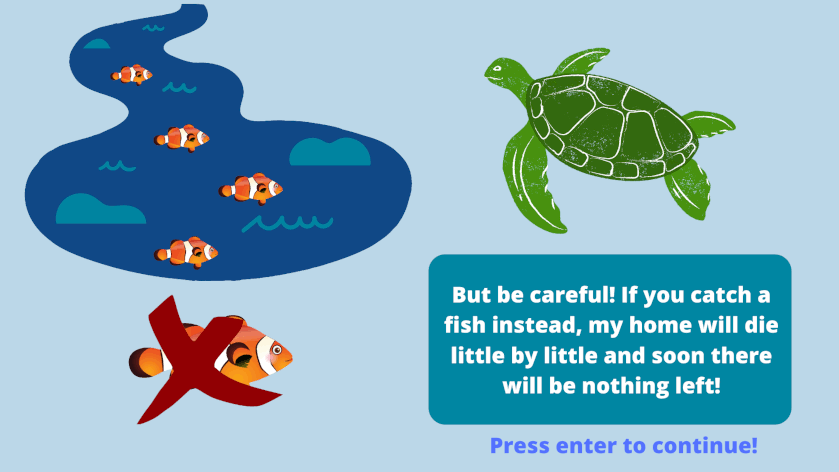 But be careful! If you catch a
fish instead, my home will die
little by little and soon there
will be nothing left!
Press enter to continue!